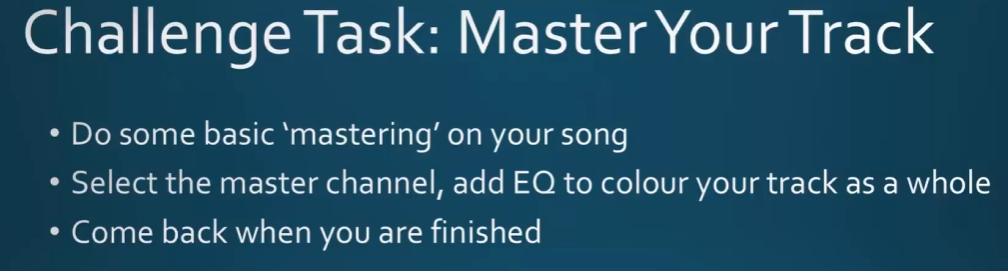 Challenge Task: Master Your Track
• Do some basic ‘mastering’ on your song
• Select the master channel, add EQ to colour your track as a whole
• Come back when you are finished